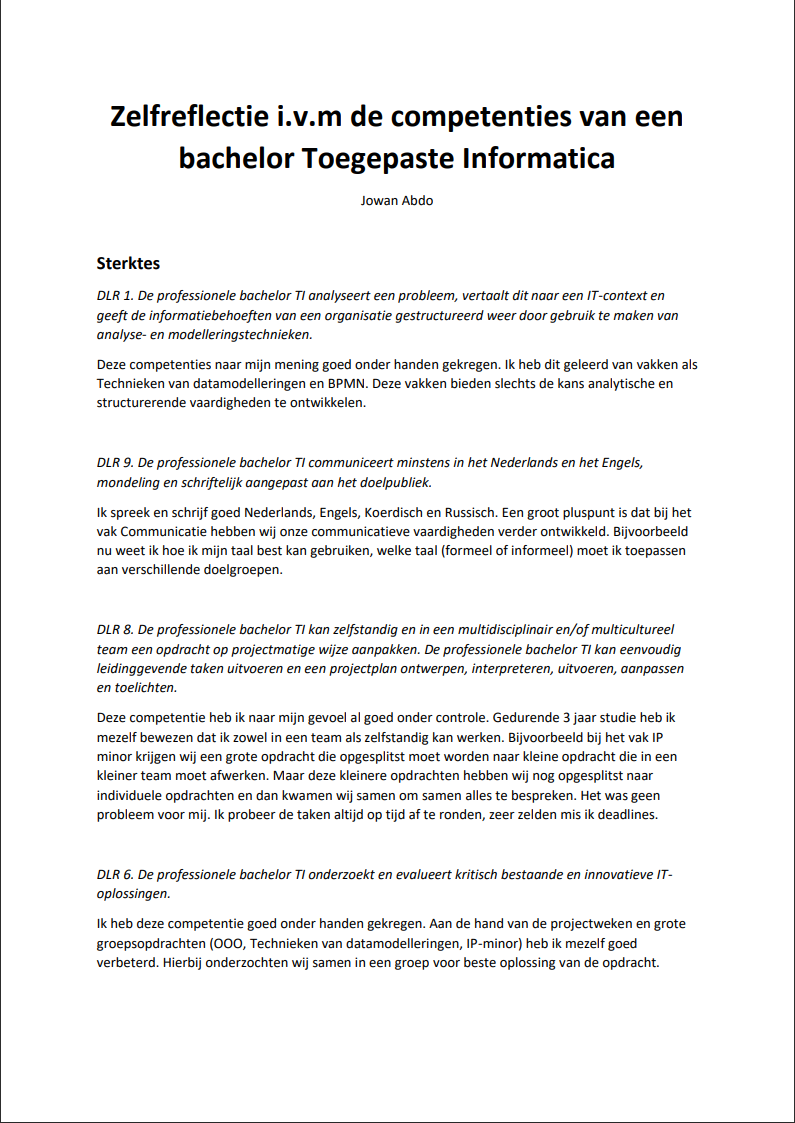 Zelfreflectie i.v.m de competenties van een
bachelor Toegepaste Informatica
Jowan Abdo
Sterktes
DLR 1. De professionele bachelor TI analyseert een probleem, vertaalt dit naar een IT-context en
geeft de informatiebehoeften van een organisatie gestructureerd weer door gebruik te maken van
analyse- en modelleringstechnieken.
Deze competenties naar mijn mening goed onder handen gekregen. Ik heb dit geleerd van vakken als
Technieken van datamodelleringen en BPMN. Deze vakken bieden slechts de kans analytische en
structurerende vaardigheden te ontwikkelen.
DLR 9. De professionele bachelor TI communiceert minstens in het Nederlands en het Engels,
mondeling en schriftelijk aangepast aan het doelpubliek.
Ik spreek en schrijf goed Nederlands, Engels, Koerdisch en Russisch. Een groot pluspunt is dat bij het
vak Communicatie hebben wij onze communicatieve vaardigheden verder ontwikkeld. Bijvoorbeeld
nu weet ik hoe ik mijn taal best kan gebruiken, welke taal (formeel of informeel) moet ik toepassen
aan verschillende doelgroepen.
DLR 8. De professionele bachelor TI kan zelfstandig en in een multidisciplinair en/of multicultureel
team een opdracht op projectmatige wijze aanpakken. De professionele bachelor TI kan eenvoudig
leidinggevende taken uitvoeren en een projectplan ontwerpen, interpreteren, uitvoeren, aanpassen
en toelichten.
Deze competentie heb ik naar mijn gevoel al goed onder controle. Gedurende 3 jaar studie heb ik
mezelf bewezen dat ik zowel in een team als zelfstandig kan werken. Bijvoorbeeld bij het vak IP
minor krijgen wij een grote opdracht die opgesplitst moet worden naar kleine opdracht die in een
kleiner team moet afwerken. Maar deze kleinere opdrachten hebben wij nog opgesplitst naar
individuele opdrachten en dan kwamen wij samen om samen alles te bespreken. Het was geen
probleem voor mij. Ik probeer de taken altijd op tijd af te ronden, zeer zelden mis ik deadlines.
DLR 6. De professionele bachelor TI onderzoekt en evalueert kritisch bestaande en innovatieve IT-
oplossingen.
Ik heb deze competentie goed onder handen gekregen. Aan de hand van de projectweken en grote
groepsopdrachten (OOO, Technieken van datamodelleringen, IP-minor) heb ik mezelf goed
verbeterd. Hierbij onderzochten wij samen in een groep voor beste oplossing van de opdracht.